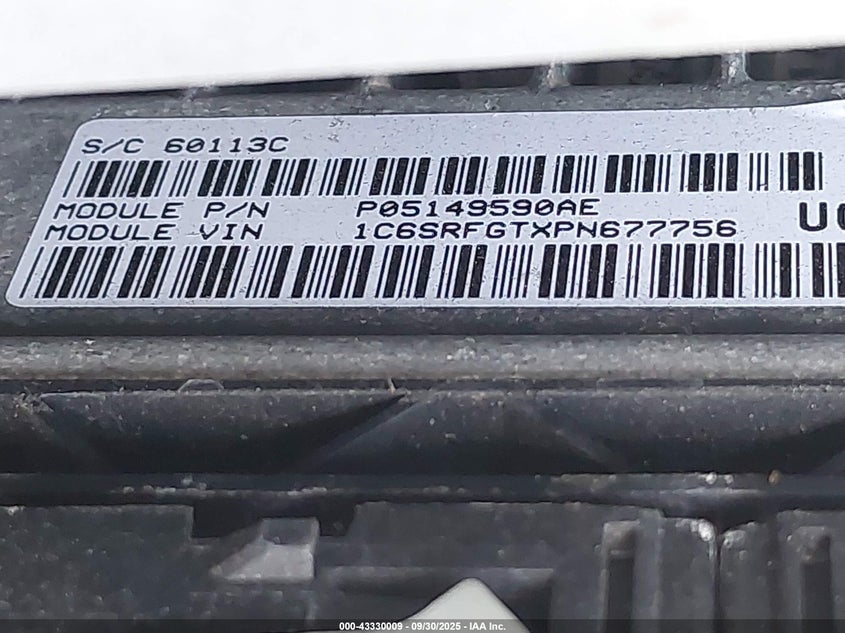 S/C 60113C
MODULE P/N P05149590AE
MODULE VIN 1C6SRFGTXPN677756
000-43330009 - 09/30/2025 - IAA Inc.